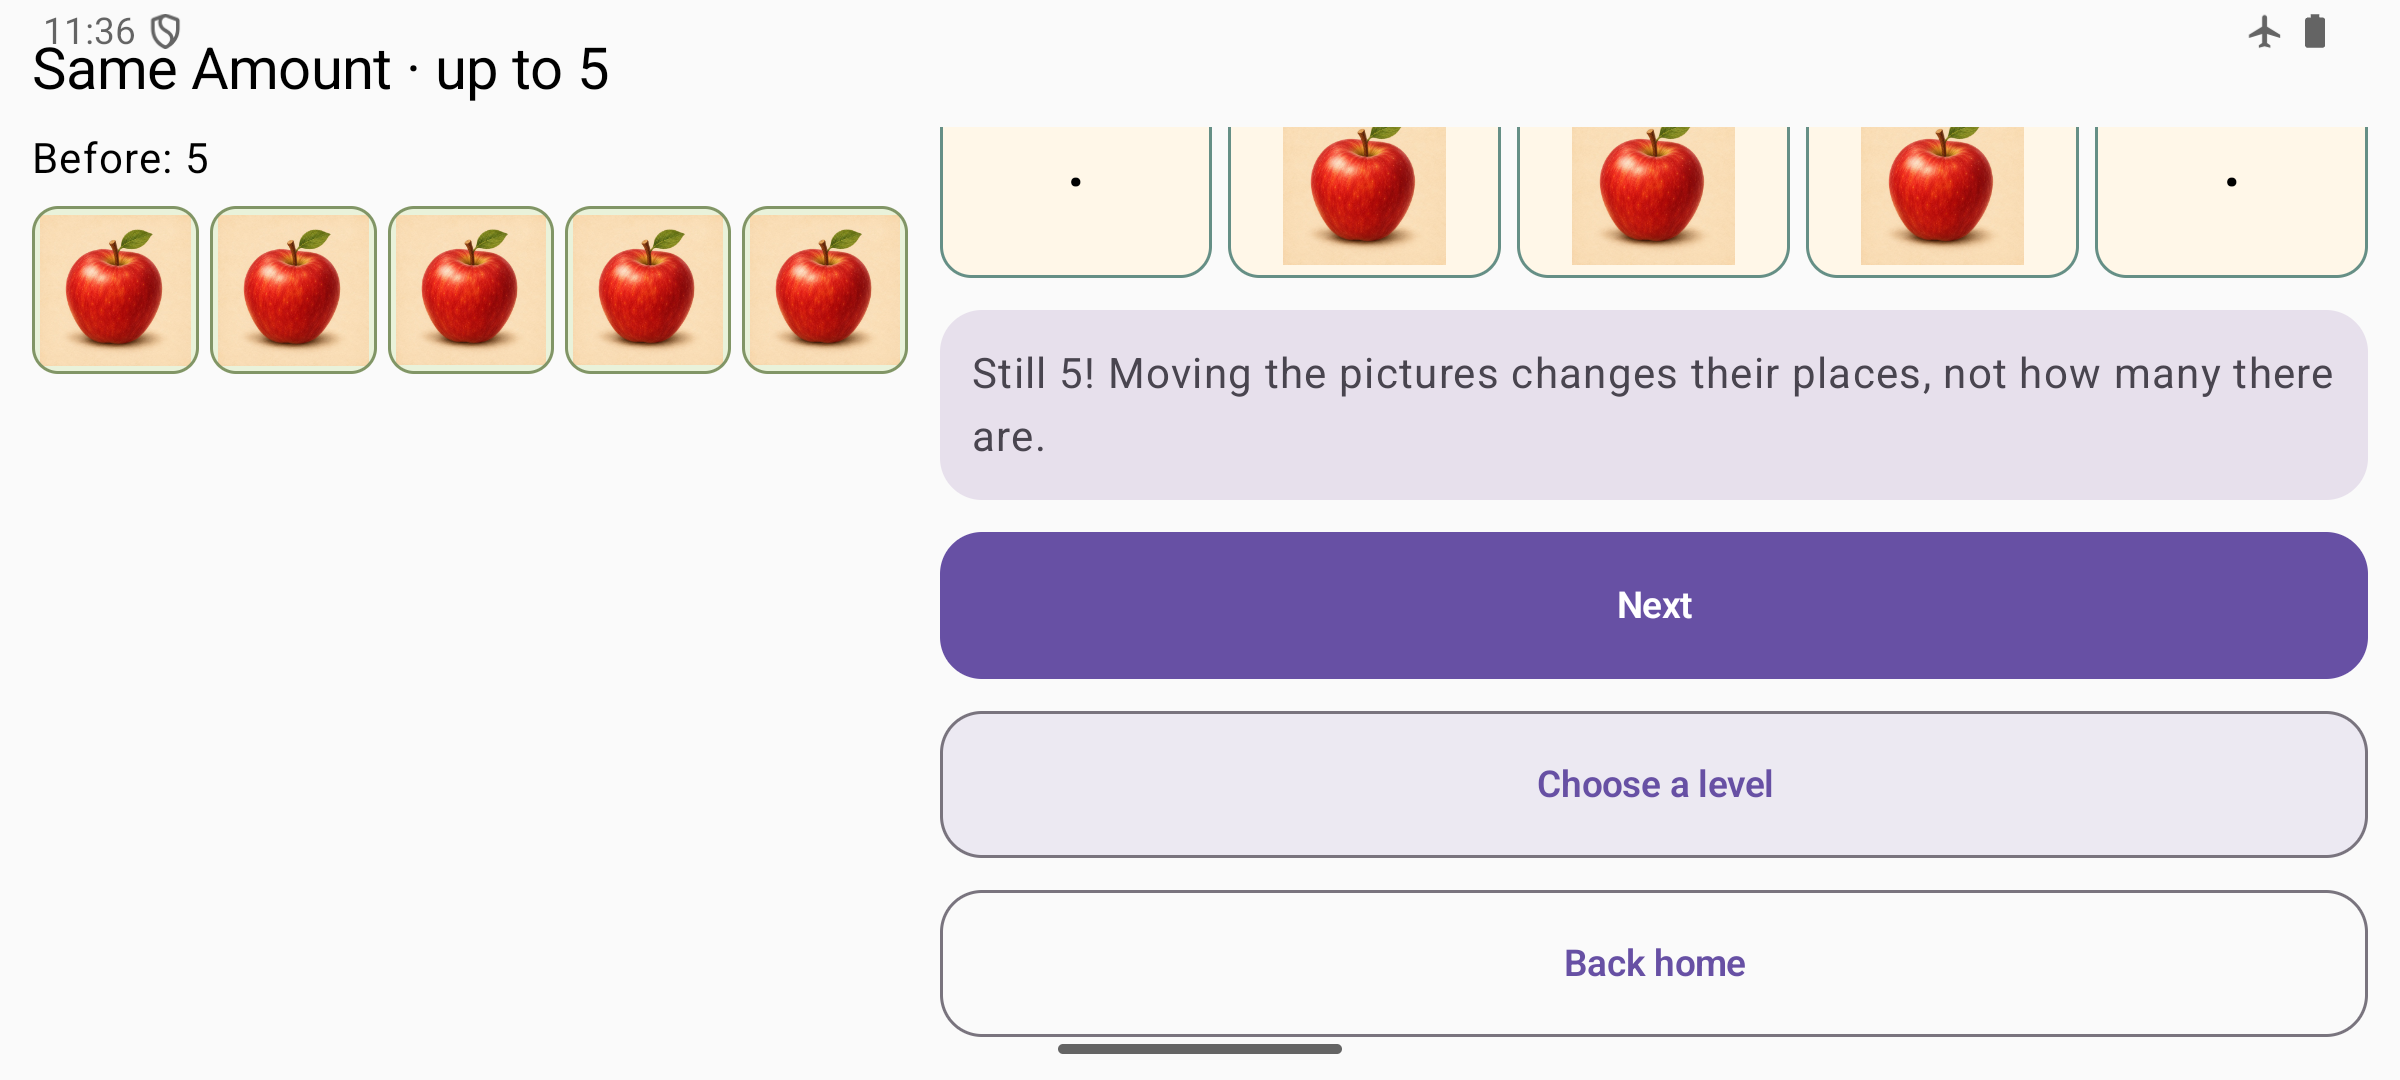 11:36
Same Amount · up to 5
Before: 5
Still 5! Moving the pictures changes their places, not how many there
are.
Next
Choose a level
Back home